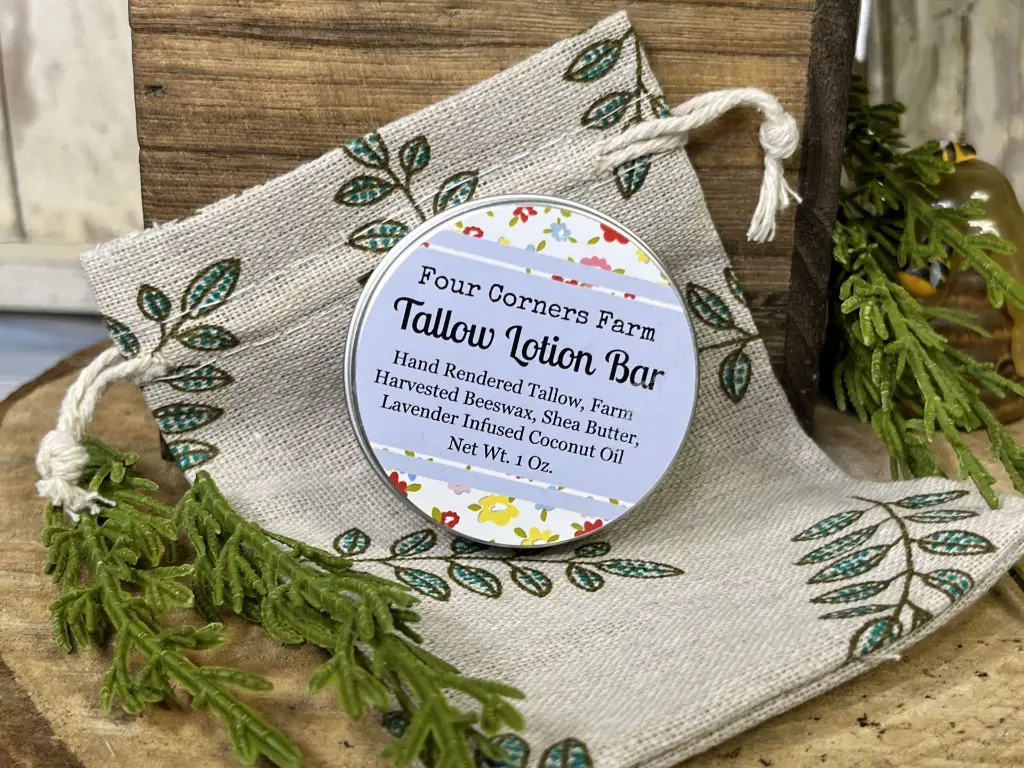 Four Corners Farm
Tallow Lotion Bar
Hand Rendered Tallow, Farm
Harvested Beeswax, Shea Butter,
Lavender Infused Coconut Oil
Net Wt. 1 Oz.